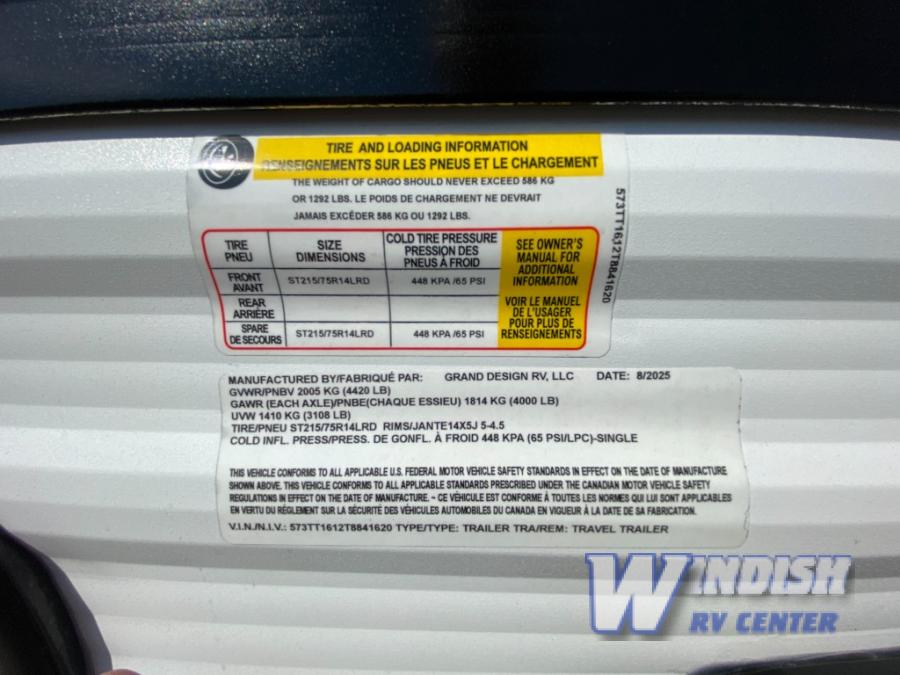 TIRE AND LOADING INFORMATION
RENSEIGNEMENTS SUR LES PNEUS ET LE CHARGEMENT
THE WEIGHT OF CARGO SHOULD NEVER EXCEED 586 KG
OR 1292 LBS. LE POIDS DE CHARGEMENT NE DEVRAIT
JAMAIS EXCÉDER 586 KG OU 1292 LBS.
TIRE PNEU SIZE DIMENSIONS COLD TIRE PRESSURE PRESSION DES PNEUS À FROID
FRONT AVANT ST215/75R14LRD 448 KPA /65 PSI
REAR ARRIÈRE
SPARE DE SECOURS ST215/75R14LRD 448 KPA /65 PSI
SEE OWNER'S
MANUAL FOR
ADDITIONAL
INFORMATION
VOIR LE MANUEL
DE L'USAGER
POUR PLUS DE
RENSEIGNEMENTS
573TT1612T8841620
MANUFACTURED BY/FABRIQUÉ PAR: GRAND DESIGN RV, LLC DATE: 8/2025
GVWR/PNBV 2005 KG (4420 LB)
GAWR (EACH AXLE)/PNBE(CHAQUE ESSIEU) 1814 KG (4000 LB)
UVW 1410 KG (3108 LB)
TIRE/PNEU ST215/75R14LRD RIMS/JANTE14X5J 5-4.5
COLD INFL. PRESS/PRESS. DE GONFL. À FROID 448 KPA (65 PSI/LPC)-SINGLE
THIS VEHICLE CONFORMS TO ALL APPLICABLE U.S. FEDERAL MOTOR VEHICLE SAFETY STANDARDS IN EFFECT ON THE DATE OF MANUFACTURE
SHOWN ABOVE. THIS VEHICLE CONFORMS TO ALL APPLICABLE STANDARDS PRESCRIBED UNDER THE CANADIAN MOTOR VEHICLE SAFETY
REGULATIONS IN EFFECT ON THE DATE OF MANUFACTURE. ~ CE VÉHICULE EST CONFORME À TOUTES LES NORMES QUI LUI SONT APPLICABLES
EN VERTU DU RÉGLEMENT SUR LA SÉCURITÉ DES VÉHICULES AUTOMOBILES DU CANADA EN VIGUEUR À LA DATE DE SA FABRICATION.
V.I.N./N.I.V.: 573TT1612T8841620 TYPE/TYPE: TRAILER TRA/REM: TRAVEL TRAILER
WINDISH
RV CENTER